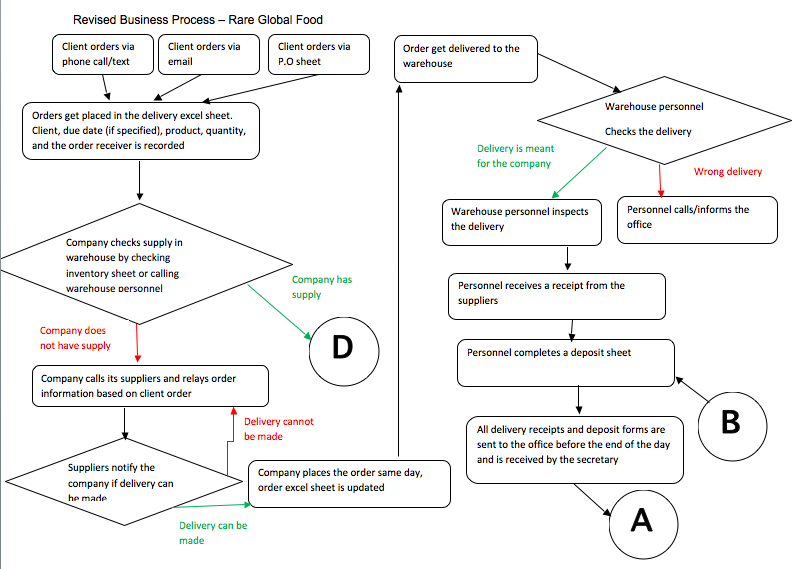 Revised Business Process – Rare Global Food
Client orders via
phone call/text
Client orders via
email
Client orders via
P.O sheet
Orders get placed in the delivery excel sheet.
Client, due date (if specified), product, quantity,
and the order receiver is recorded
Company checks supply in
warehouse by checking
inventory sheet or calling
warehouse personnel
Company has
supply
D
Company does
not have supply
Company calls its suppliers and relays order
information based on client order
Delivery cannot
be made
Suppliers notify the
company if delivery can
be made
Delivery can be
made
Company places the order same day,
order excel sheet is updated
Order get delivered to the
warehouse
Warehouse personnel
Checks the delivery
Delivery is meant
for the company
Wrong delivery
Warehouse personnel inspects
the delivery
Personnel calls/informs the
office
Personnel receives a receipt from the
suppliers
Personnel completes a deposit sheet
B
All delivery receipts and deposit forms are
sent to the office before the end of the day
and is received by the secretary
A